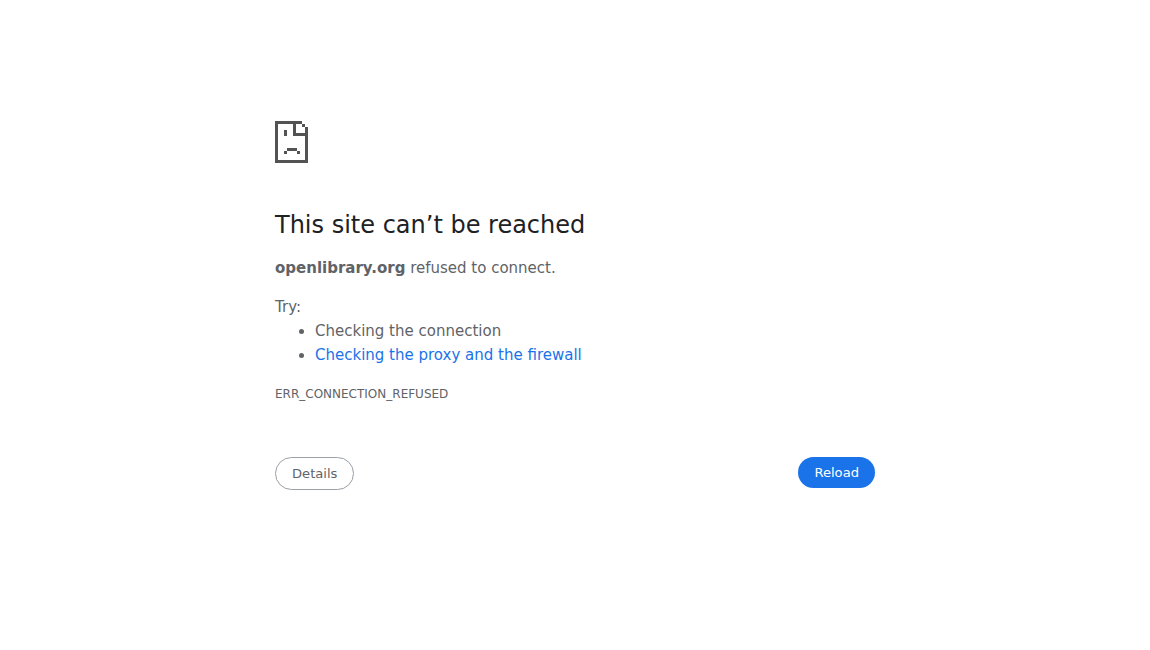 This site can’t be reached
openlibrary.org refused to connect.
Try:
Checking the connection
Checking the proxy and the firewall
ERR_CONNECTION_REFUSED
Details
Reload